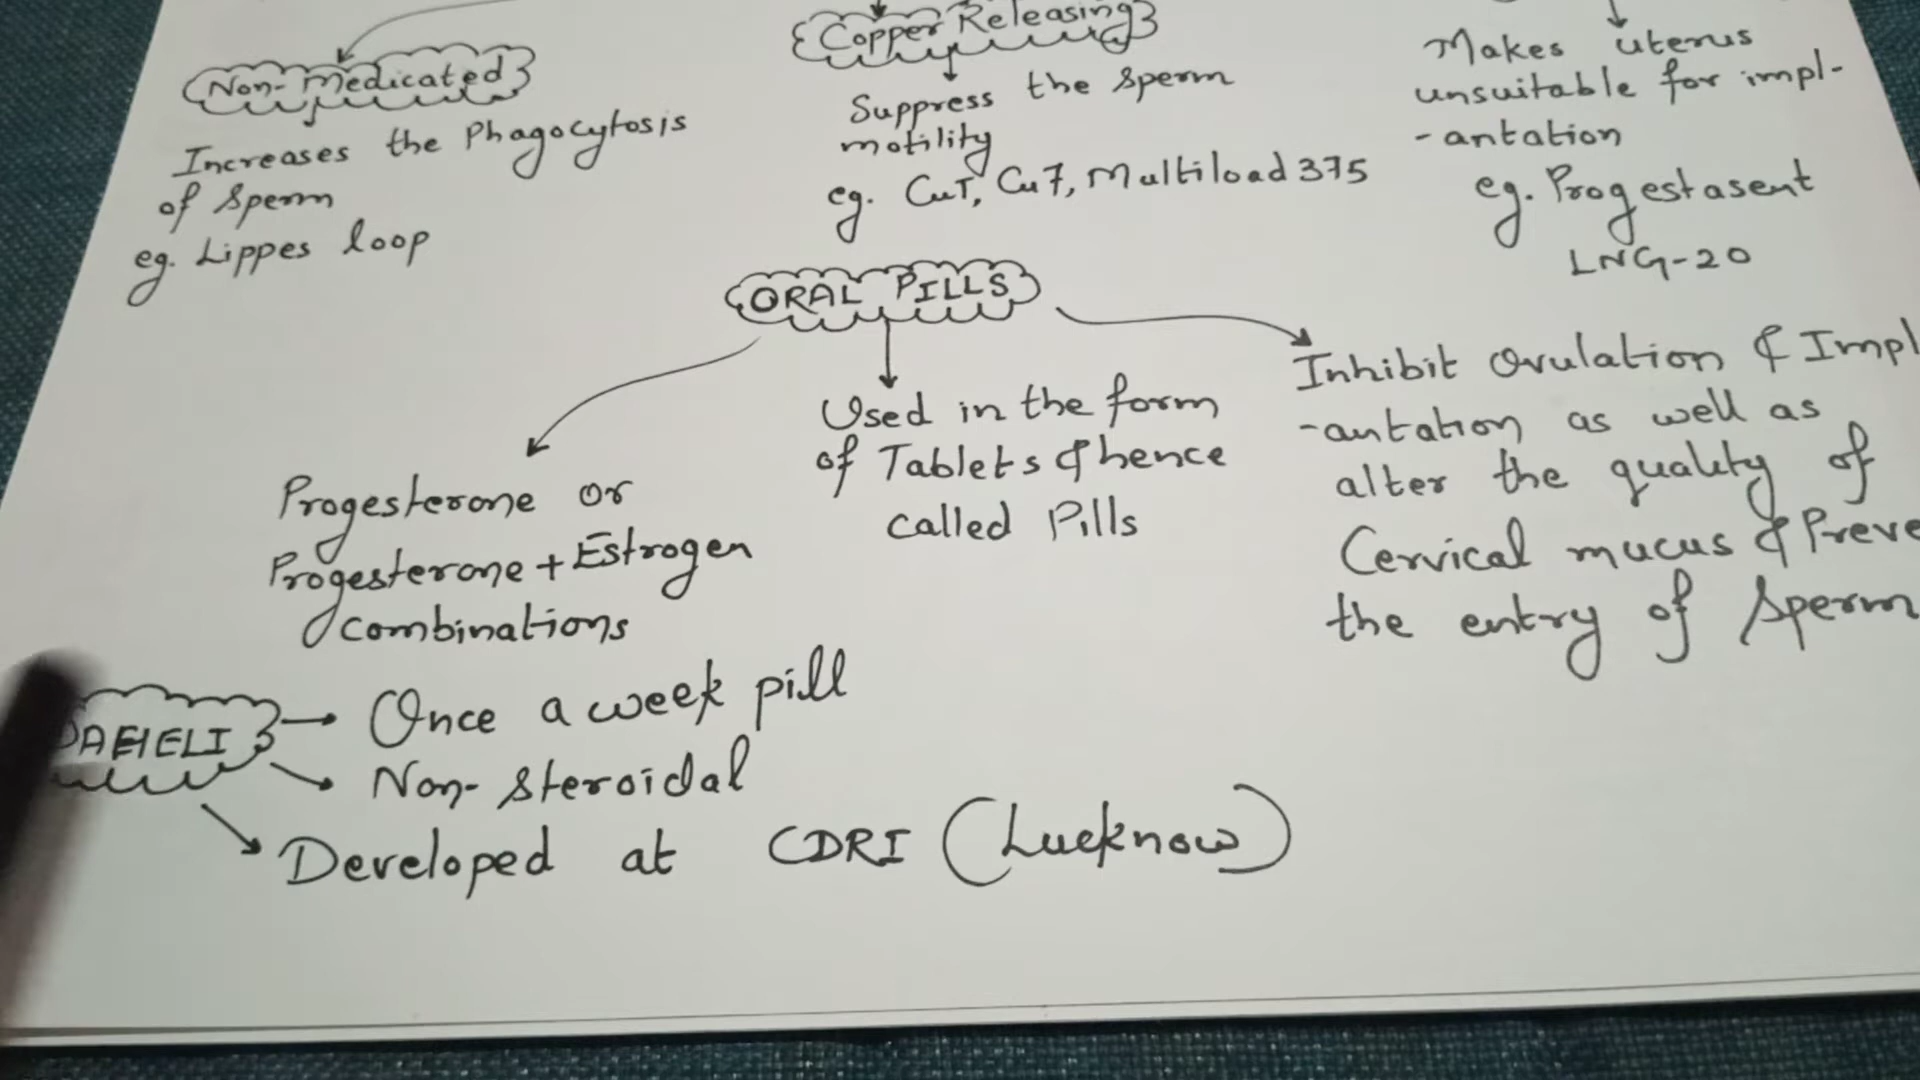 Non-Medicated
Increases the Phagocytosis
of Sperm
eg. Lippes loop
Copper Releasing
Suppress the sperm
motility
eg. CuT, Cu7, Multiload 375
Makes uterus
unsuitable for impl-
-antation
eg. Progestasent
LNG-20
ORAL PILLS
Progesterone or
Progesterone + Estrogen
combinations
Used in the form
of Tablets & hence
called Pills
Inhibit Ovulation & Impl
-antation as well as
alter the quality of
Cervical mucus & Preve
the entry of Sperm
Once a week pill
Non-Steroidal
Developed at CDRI (Lucknow)